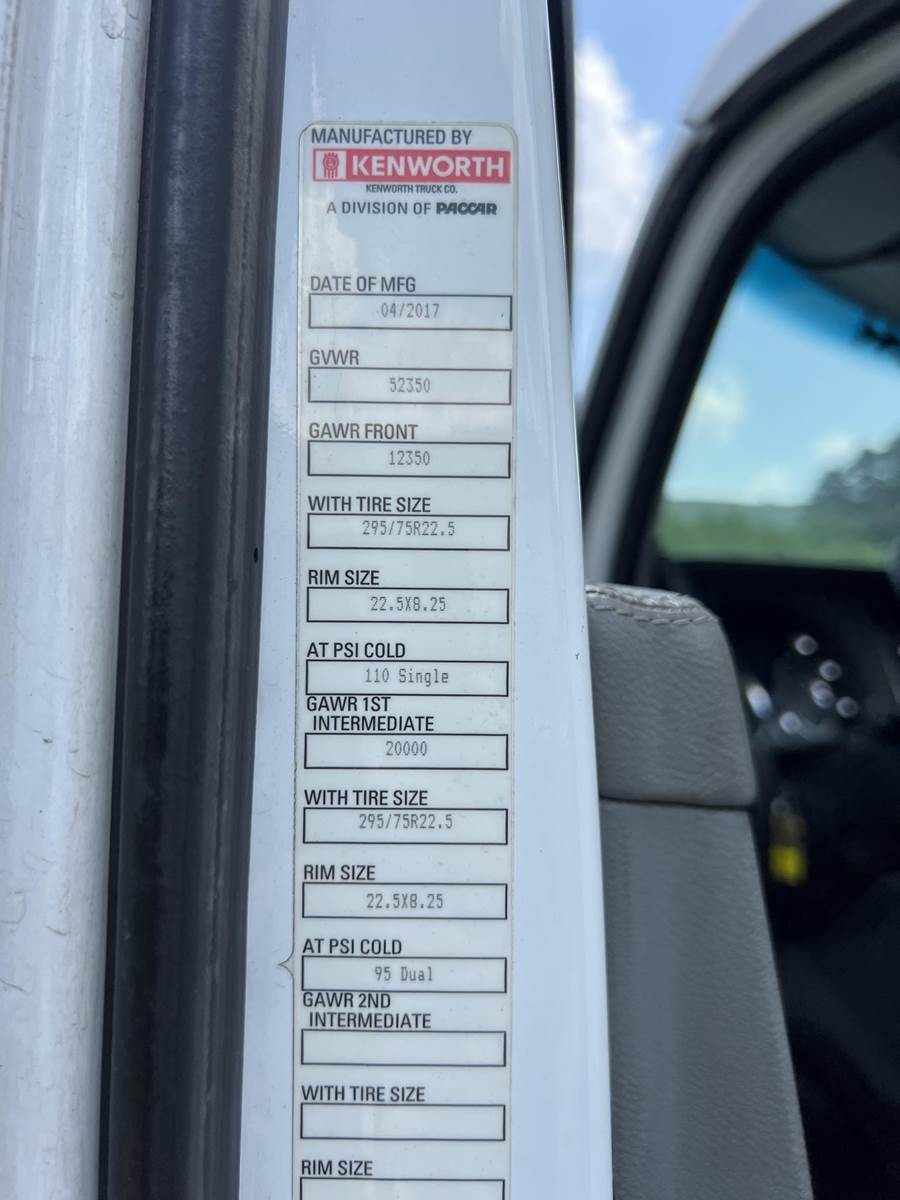 MANUFACTURED BY
KENWORTH
KENWORTH TRUCK CO.
A DIVISION OF PACCAR
DATE OF MFG
04/2017
GVWR
52350
GAWR FRONT
12350
WITH TIRE SIZE
295/75R22.5
RIM SIZE
22.5X8.25
AT PSI COLD
110 Single
GAWR 1ST
INTERMEDIATE
20000
WITH TIRE SIZE
295/75R22.5
RIM SIZE
22.5X8.25
AT PSI COLD
95 Dual
GAWR 2ND
INTERMEDIATE
WITH TIRE SIZE
RIM SIZE